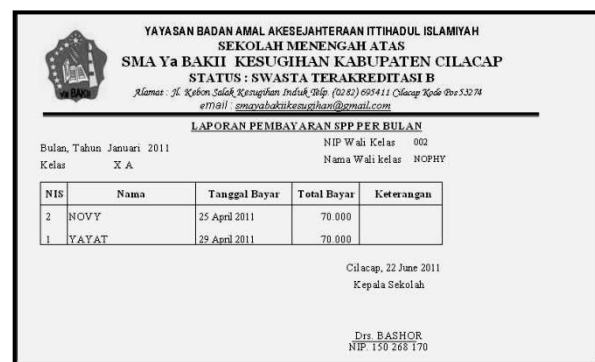 YAYASAN BADAN AMAL AKESEJAHTERAAN ITTIHADUL ISLAMIYAH
SEKOLAH MENENGAH ATAS
SMA Ya BAKII KESUGIHAN KABUPATEN CILACAP
STATUS : SWASTA TERAKREDITASI B
Alamat : Jl. Kebon Salak Kesugihan Induk Telp. (0282) 695411 Cilacap Kode Pos 53274
email : smayabakiikesugihan@gmail.com
Ya BAKII
LAPORAN PEMBAYARAN SPP PER BULAN
Bulan, Tahun Januari 2011 NIP Wali Kelas 002
Kelas X A Nama Wali kelas NOPHY
NIS Nama Tanggal Bayar Total Bayar Keterangan
2 NOVY 25 April 2011 70.000
1 YAYAT 29 April 2011 70.000
Cilacap, 22 June 2011
Kepala Sekolah
Drs. BASHOR
NIP. 150 268 170